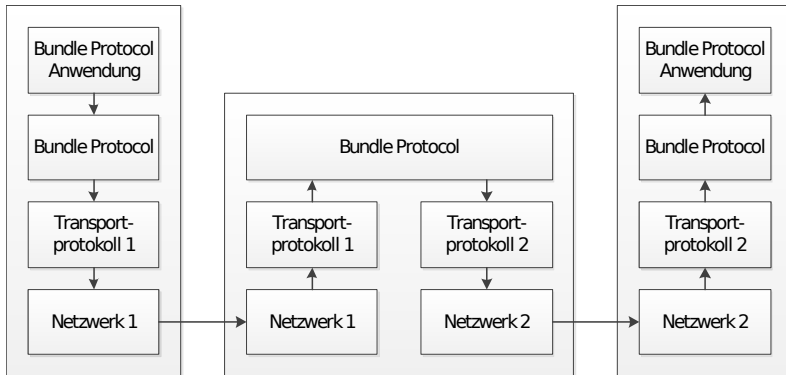 Bundle Protocol
Anwendung
Bundle Protocol
Transport-
protokoll 1
Netzwerk 1
Bundle Protocol
Transport-
protokoll 1
Netzwerk 1
Transport-
protokoll 2
Netzwerk 2
Bundle Protocol
Anwendung
Bundle Protocol
Transport-
protokoll 2
Netzwerk 2